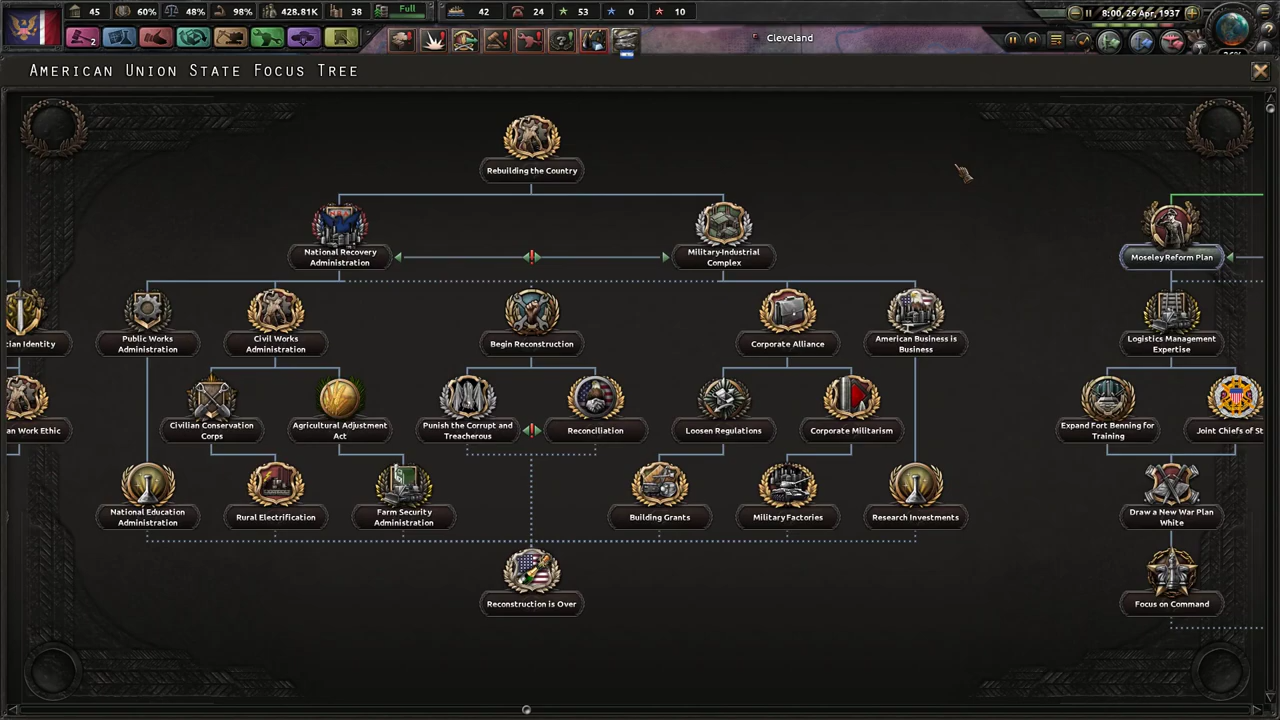 45 60% 48% 98% 428.81K 38 Full 42 24 53 0 10 8:00, 26 Apr, 1937
2
Cleveland
American Union State Focus Tree
Rebuilding the Country
National Recovery
Administration
Military-Industrial
Complex
Moseley Reform Plan
cian Identity
Public Works
Administration
Civil Works
Administration
Begin Reconstruction
Corporate Alliance
American Business is
Business
Logistics Management
Expertise
an Work Ethic
Civilian Conservation
Corps
Agricultural Adjustment
Act
Punish the Corrupt and
Treacherous
Reconciliation
Loosen Regulations
Corporate Militarism
Expand Fort Benning for
Training
Joint Chiefs of St
National Education
Administration
Rural Electrification
Farm Security
Administration
Building Grants
Military Factories
Research Investments
Draw a New War Plan
White
Reconstruction is Over
Focus on Command